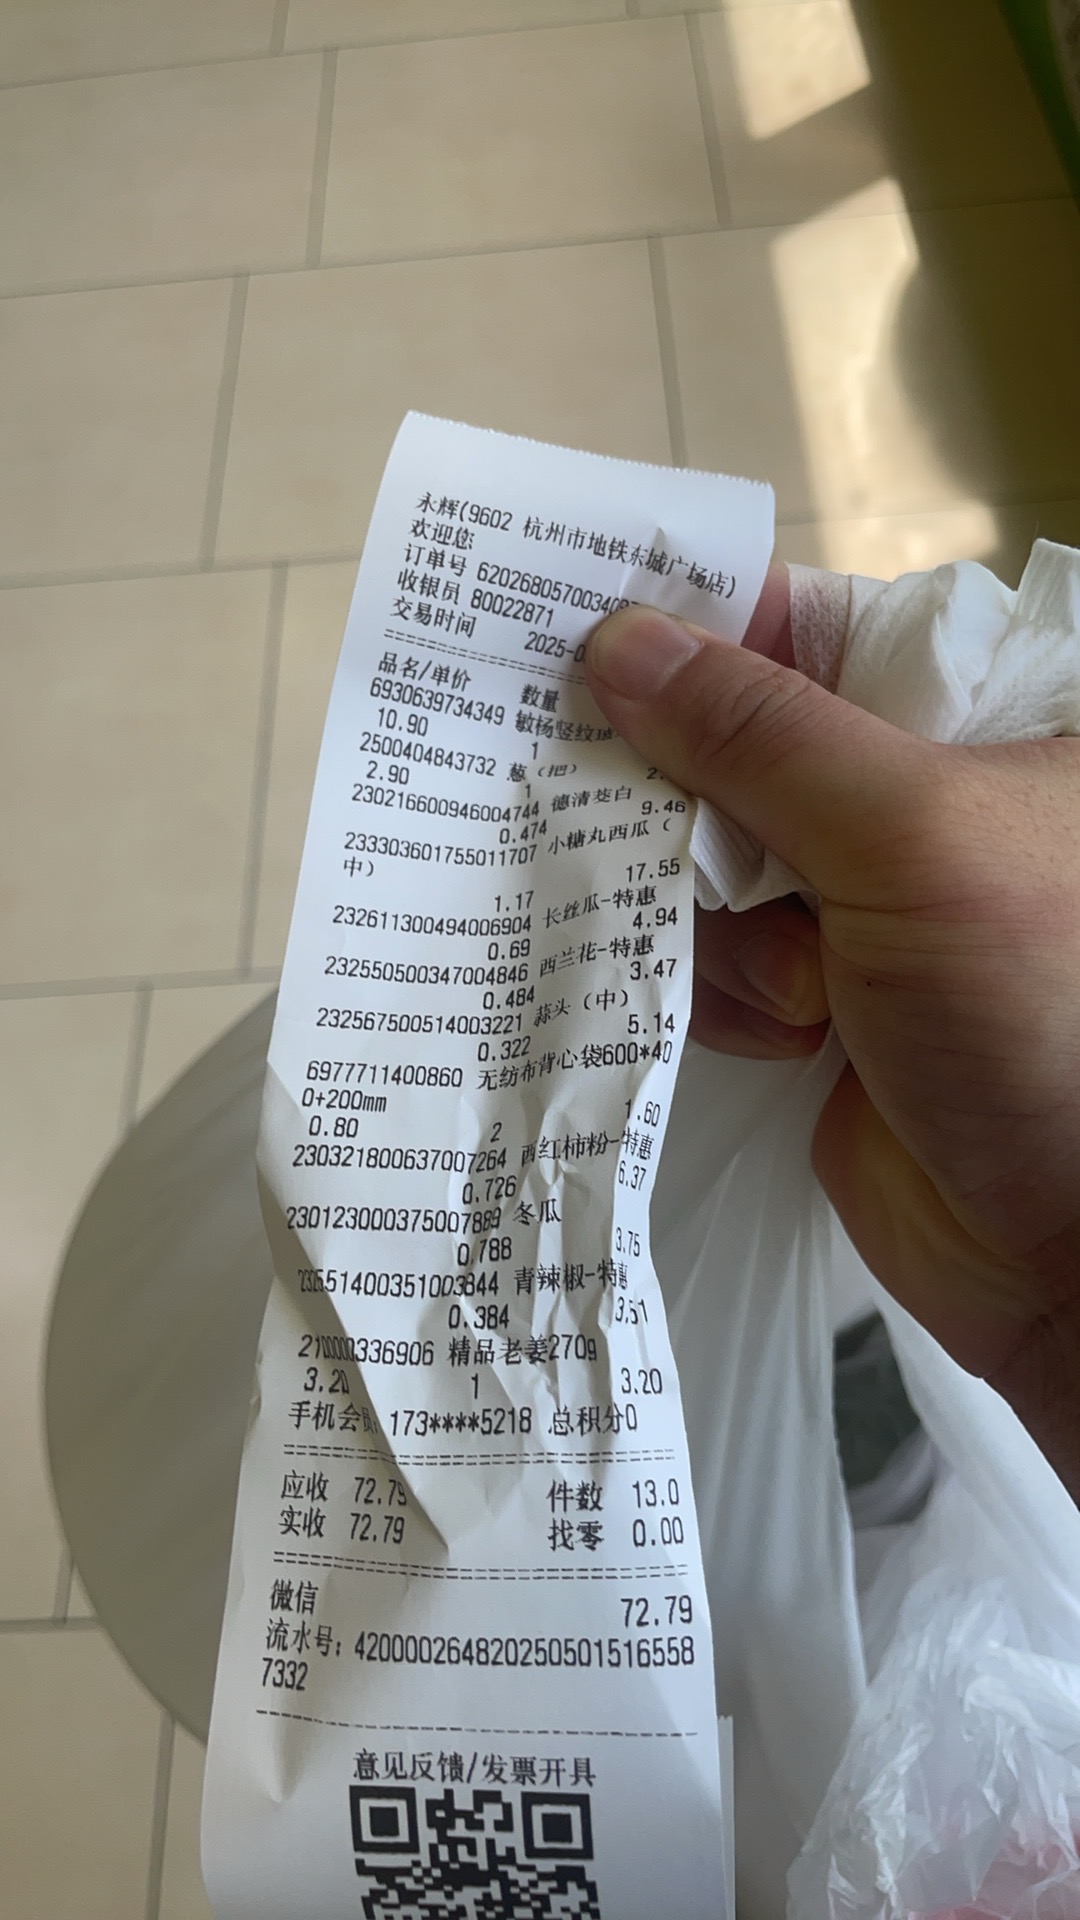 永辉(9602 杭州市地铁东城广场店)
欢迎您
订单号 6202680570034
收银员 80022871
交易时间 2025-0
品名/单价 数量
6930639734349 敏杨竖纹玻
10.90 1
2500404843732 葱（把）
2.90 1 2.
230216600946004744 德清茭白
0.474 9.46
233303601755011707 小糖丸西瓜（
中）
1.17 17.55
232611300494006904 长丝瓜-特惠
0.69 4.94
232550500347004846 西兰花-特惠
0.484 3.47
232567500514003221 蒜头（中）
0.322 5.14
6977711400860 无纺布背心袋600*40
0+200mm
0.80 2 1.60
230321800637007264 西红柿粉-特惠
0.726 6.37
230123000375007889 冬瓜
0.788 3.75
232551400351003844 青辣椒-特惠
0.384 3.51
336906 精品老姜270g
3.20 1 3.20
手机会员: 173****5218 总积分0
应收 72.79 件数 13.0
实收 72.79 找零 0.00
微信
72.79
流水号: 420000264820250501516558
7332
意见反馈/发票开具